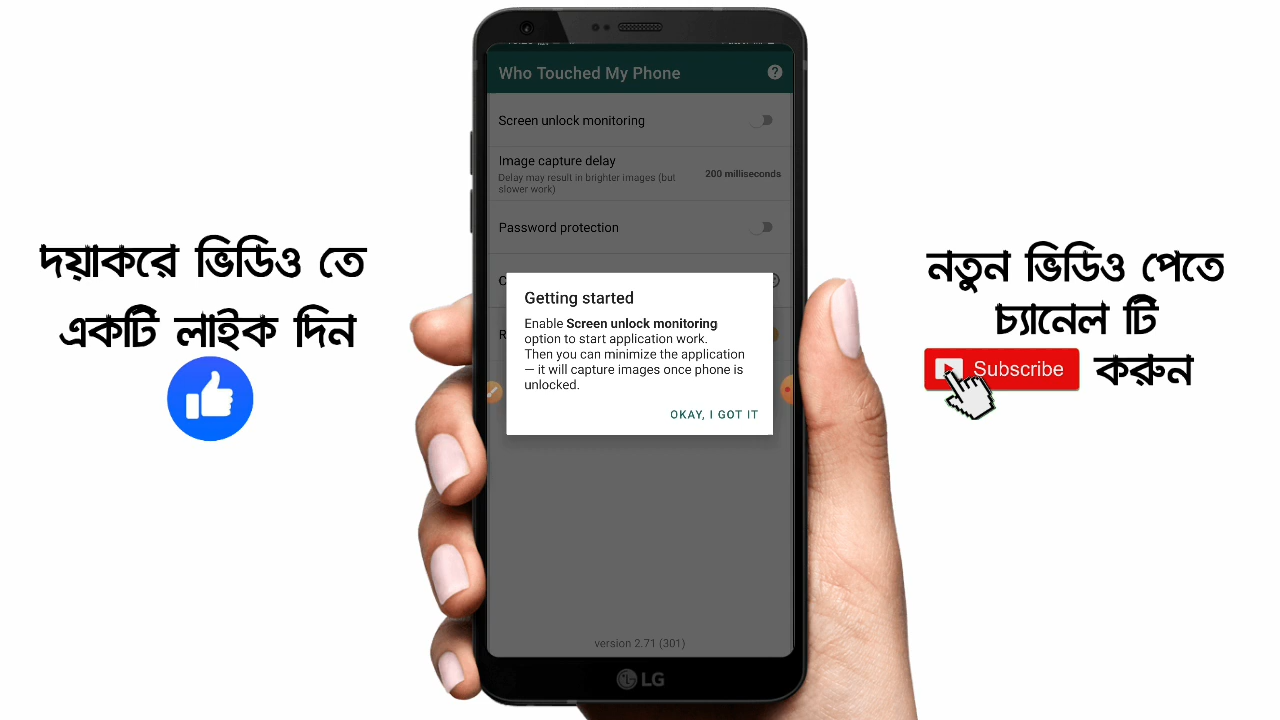 Who Touched My Phone
Screen unlock monitoring
Image capture delay
Delay may result in brighter images (but
slower work)
200 milliseconds
Password protection
C
Getting started
Enable Screen unlock monitoring
option to start application work.
Then you can minimize the application
— it will capture images once phone is
unlocked.
OKAY, I GOT IT
R
version 2.71 (301)
LG
দয়াকরে ভিডিও তে
একটি লাইক দিন
নতুন ভিডিও পেতে
চ্যানেল টি
Subscribe করুন